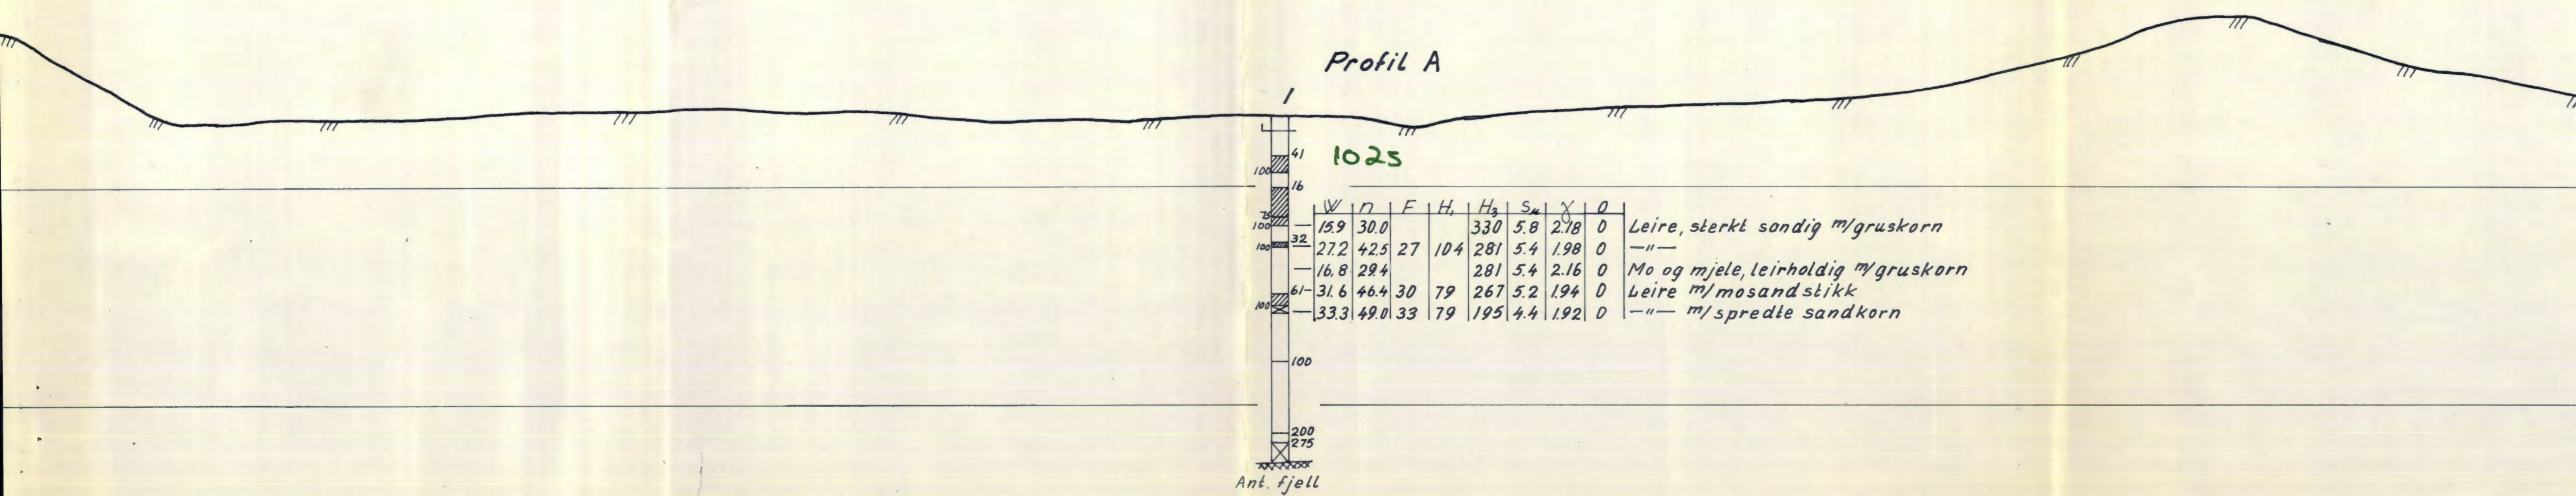 Profil A
1
41
1025
100
16
W n F H₁ H₃ Sᵤ γ O
75
100 15.9 30.0 330 5.8 2.18 0 Leire, sterkt sandig m/gruskorn
32
100 27.2 42.5 27 104 281 5.4 1.98 0 —"—
16.8 29.4 281 5.4 2.16 0 Mo og mjele, leirholdig m/gruskorn
61 31.6 46.4 30 79 267 5.2 1.94 0 Leire m/mosandstikk
100 33.3 49.0 33 79 195 4.4 1.92 0 —"— m/spredte sandkorn
100
200
275
Ant. fjell